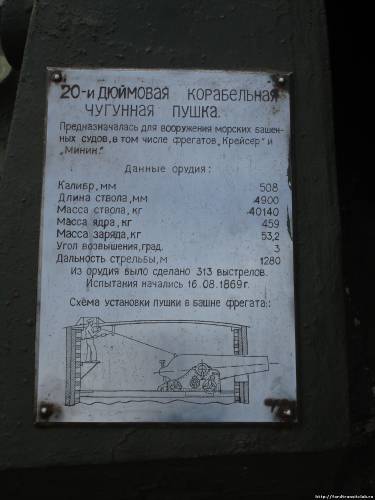 20-и ДЮЙМОВАЯ КОРАБЕЛЬНАЯ
ЧУГУННАЯ ПУШКА.
Предназначалась для вооружения морских башен-
ных судов, в том числе фрегатов „Крейсер" и
„Минин".
Данные орудия:
Калибр, мм 508
Длина ствола, мм 4900
Масса ствола, кг 40140
Масса ядра, кг 459
Масса заряда, кг 53,2
Угол возвышения, град. 3
Дальность стрельбы, м 1280
Из орудия было сделано 313 выстрелов.
Испытания начались 16.08.1869г.
Схема установки пушки в башне фрегата: